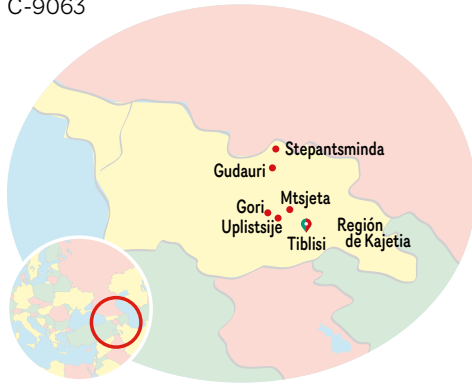 C-9063
Stepantsminda
Gudauri
Mtsjeta
Gori
Uplistsije
Tiblisi
Región
de Kajetia